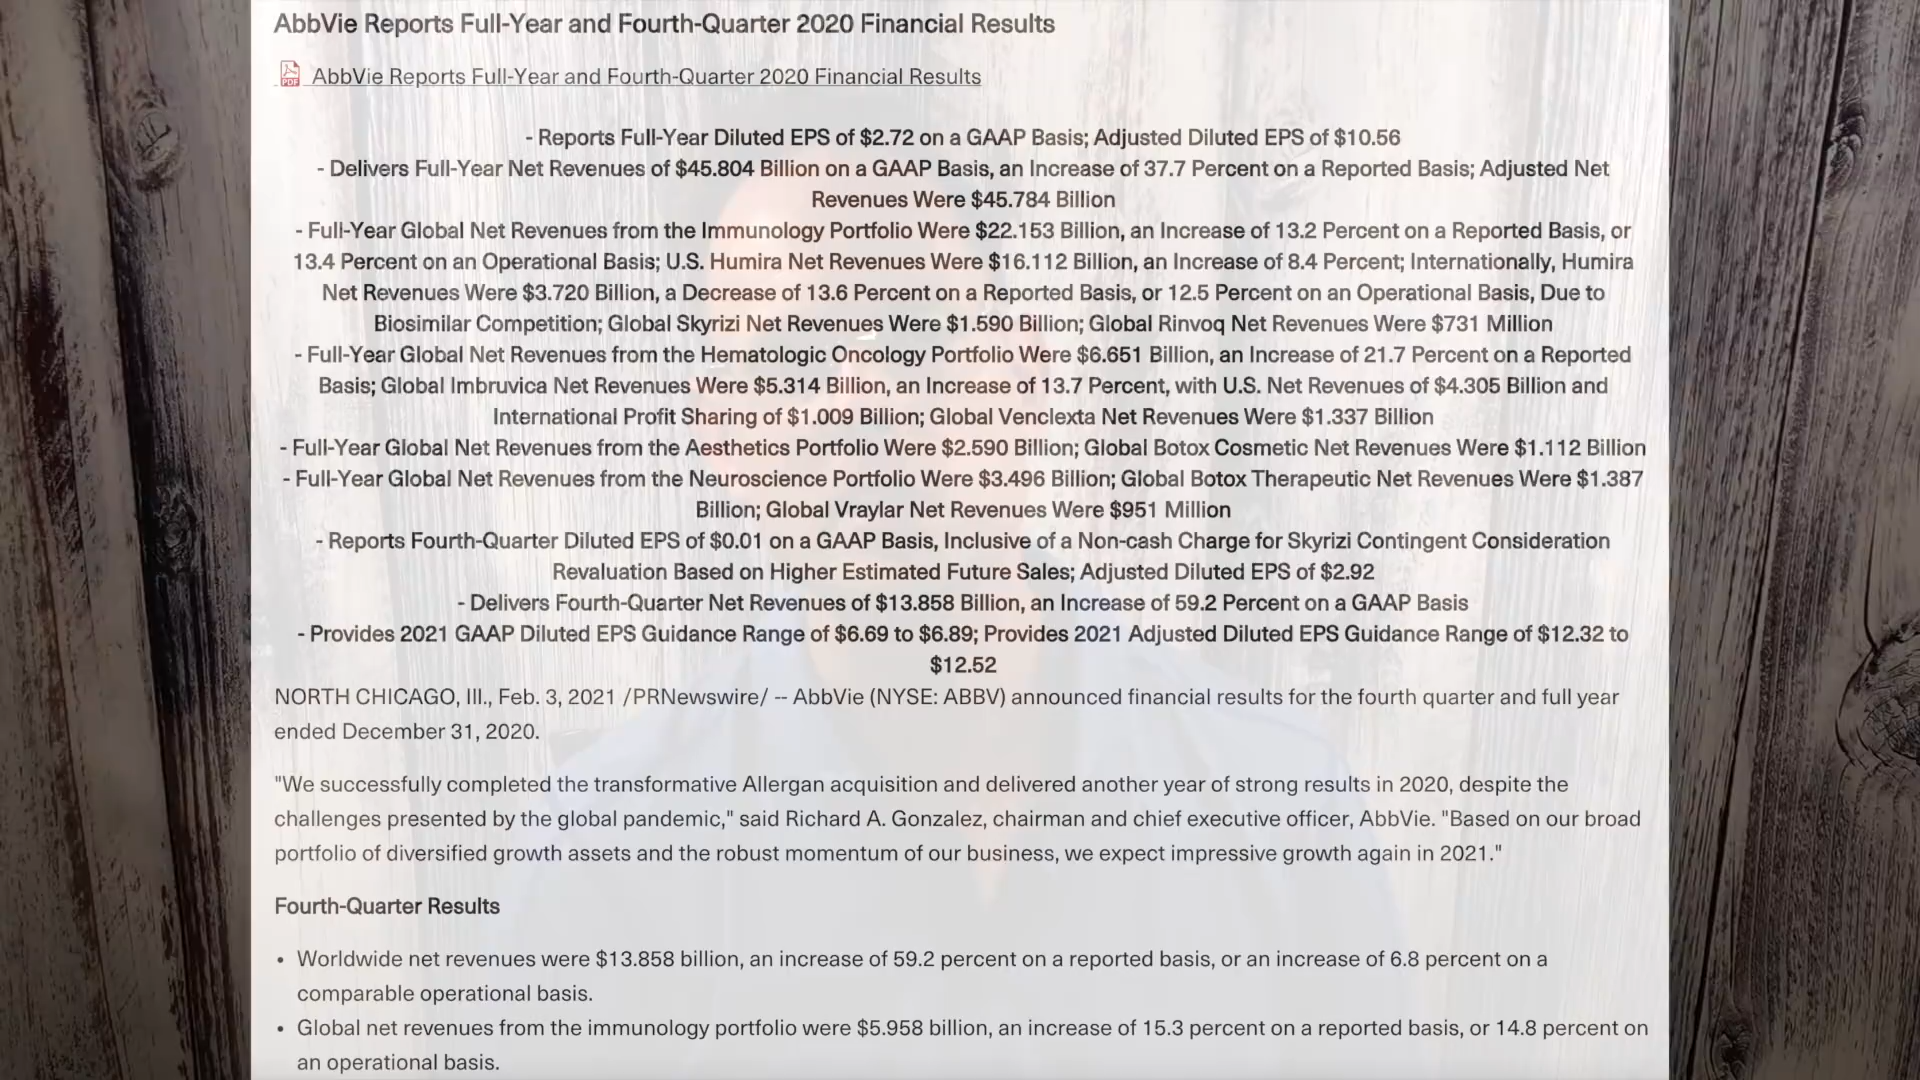 AbbVie Reports Full-Year and Fourth-Quarter 2020 Financial Results
PDF AbbVie Reports Full-Year and Fourth-Quarter 2020 Financial Results
- Reports Full-Year Diluted EPS of $2.72 on a GAAP Basis; Adjusted Diluted EPS of $10.56
- Delivers Full-Year Net Revenues of $45.804 Billion on a GAAP Basis, an Increase of 37.7 Percent on a Reported Basis; Adjusted Net
Revenues Were $45.784 Billion
- Full-Year Global Net Revenues from the Immunology Portfolio Were $22.153 Billion, an Increase of 13.2 Percent on a Reported Basis, or
13.4 Percent on an Operational Basis; U.S. Humira Net Revenues Were $16.112 Billion, an Increase of 8.4 Percent; Internationally, Humira
Net Revenues Were $3.720 Billion, a Decrease of 13.6 Percent on a Reported Basis, or 12.5 Percent on an Operational Basis, Due to
Biosimilar Competition; Global Skyrizi Net Revenues Were $1.590 Billion; Global Rinvoq Net Revenues Were $731 Million
- Full-Year Global Net Revenues from the Hematologic Oncology Portfolio Were $6.651 Billion, an Increase of 21.7 Percent on a Reported
Basis; Global Imbruvica Net Revenues Were $5.314 Billion, an Increase of 13.7 Percent, with U.S. Net Revenues of $4.305 Billion and
International Profit Sharing of $1.009 Billion; Global Venclexta Net Revenues Were $1.337 Billion
- Full-Year Global Net Revenues from the Aesthetics Portfolio Were $2.590 Billion; Global Botox Cosmetic Net Revenues Were $1.112 Billion
- Full-Year Global Net Revenues from the Neuroscience Portfolio Were $3.496 Billion; Global Botox Therapeutic Net Revenues Were $1.387
Billion; Global Vraylar Net Revenues Were $951 Million
- Reports Fourth-Quarter Diluted EPS of $0.01 on a GAAP Basis, Inclusive of a Non-cash Charge for Skyrizi Contingent Consideration
Revaluation Based on Higher Estimated Future Sales; Adjusted Diluted EPS of $2.92
- Delivers Fourth-Quarter Net Revenues of $13.858 Billion, an Increase of 59.2 Percent on a GAAP Basis
- Provides 2021 GAAP Diluted EPS Guidance Range of $6.69 to $6.89; Provides 2021 Adjusted Diluted EPS Guidance Range of $12.32 to
$12.52
NORTH CHICAGO, Ill., Feb. 3, 2021 /PRNewswire/ -- AbbVie (NYSE: ABBV) announced financial results for the fourth quarter and full year
ended December 31, 2020.
"We successfully completed the transformative Allergan acquisition and delivered another year of strong results in 2020, despite the
challenges presented by the global pandemic," said Richard A. Gonzalez, chairman and chief executive officer, AbbVie. "Based on our broad
portfolio of diversified growth assets and the robust momentum of our business, we expect impressive growth again in 2021."
Fourth-Quarter Results
• Worldwide net revenues were $13.858 billion, an increase of 59.2 percent on a reported basis, or an increase of 6.8 percent on a
comparable operational basis.
• Global net revenues from the immunology portfolio were $5.958 billion, an increase of 15.3 percent on a reported basis, or 14.8 percent on
an operational basis.